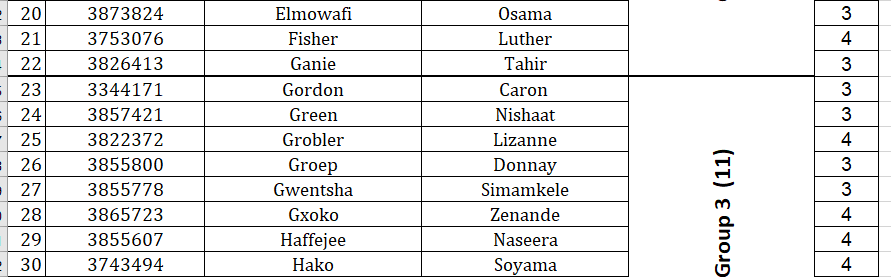 20 3873824 Elmowafi Osama 3
21 3753076 Fisher Luther 4
22 3826413 Ganie Tahir 3
23 3344171 Gordon Caron 3
24 3857421 Green Nishaat 3
25 3822372 Grobler Lizanne 4
26 3855800 Groep Donnay 3
27 3855778 Gwentsha Simamkele 3
28 3865723 Gxoko Zenande 4
29 3855607 Haffejee Naseera 4
30 3743494 Hako Soyama 4
Group 3 (11)